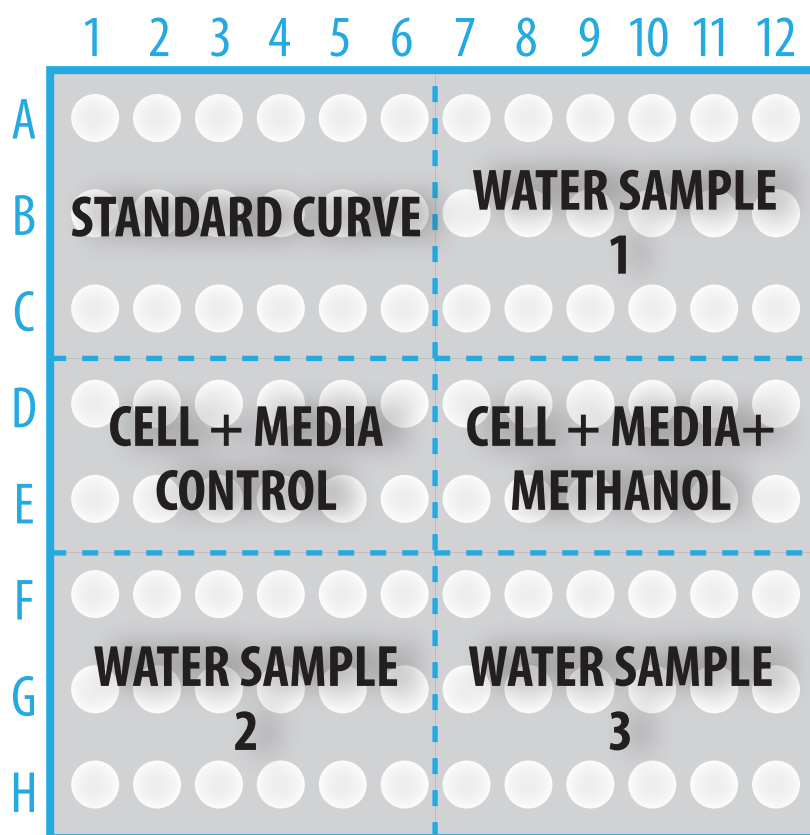 1 2 3 4 5 6 7 8 9 10 11 12
A
B
C
D
E
F
G
H
STANDARD CURVE
WATER SAMPLE
1
CELL + MEDIA
CONTROL
CELL + MEDIA+
METHANOL
WATER SAMPLE
2
WATER SAMPLE
3